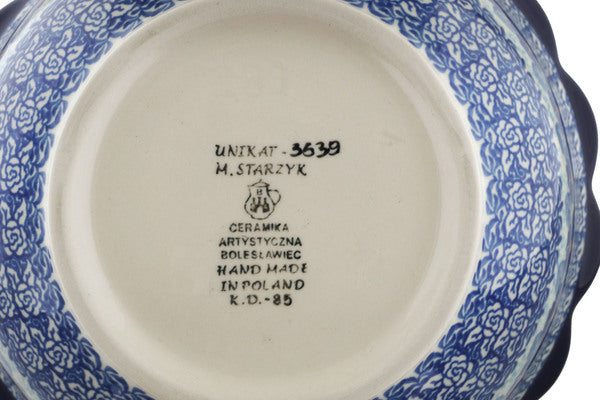 UNIKAT - 3639
M. STARZYK
B
CERAMIKA
ARTYSTYCZNA
BOLESŁAWIEC
HAND MADE
IN POLAND
K.D.-85